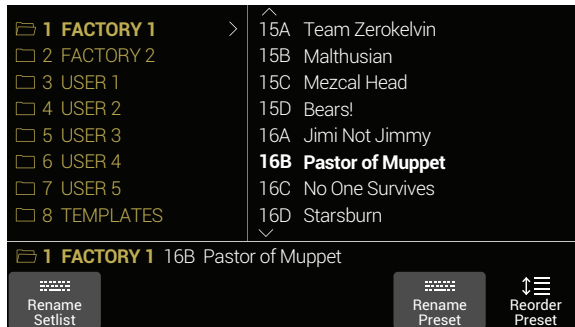 1 FACTORY 1
2 FACTORY 2
3 USER 1
4 USER 2
5 USER 3
6 USER 4
7 USER 5
8 TEMPLATES
15A Team Zerokelvin
15B Malthusian
15C Mezcal Head
15D Bears!
16A Jimi Not Jimmy
16B Pastor of Muppet
16C No One Survives
16D Starsburn
1 FACTORY 1 16B Pastor of Muppet
Rename
Setlist
Rename
Preset
Reorder
Preset